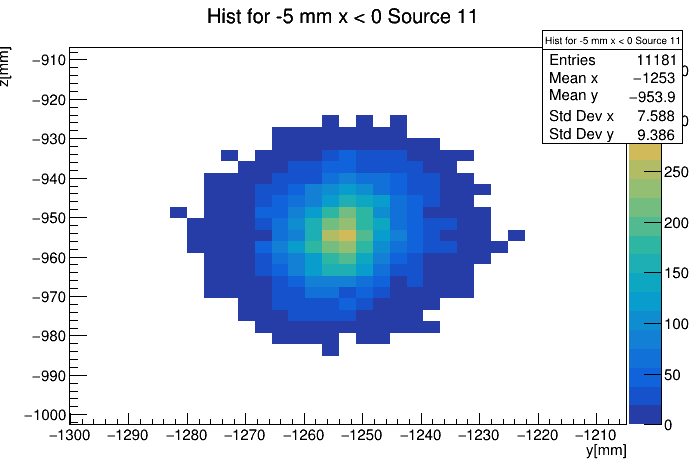 Hist for -5 mm x < 0 Source 11
z[mm]
Hist for -5 mm x < 0 Source 11
Entries 11181
Mean x −1253
Mean y −953.9
Std Dev x 7.588
Std Dev y 9.386
−910
−920
−930
−940
−950
−960
−970
−980
−990
−1000
−1300 −1290 −1280 −1270 −1260 −1250 −1240 −1230 −1220 −1210
y[mm]
250
200
150
100
50
0